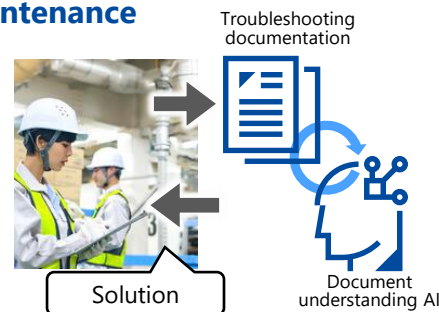 ntenance
Troubleshooting
documentation
Solution
Document
understanding AI